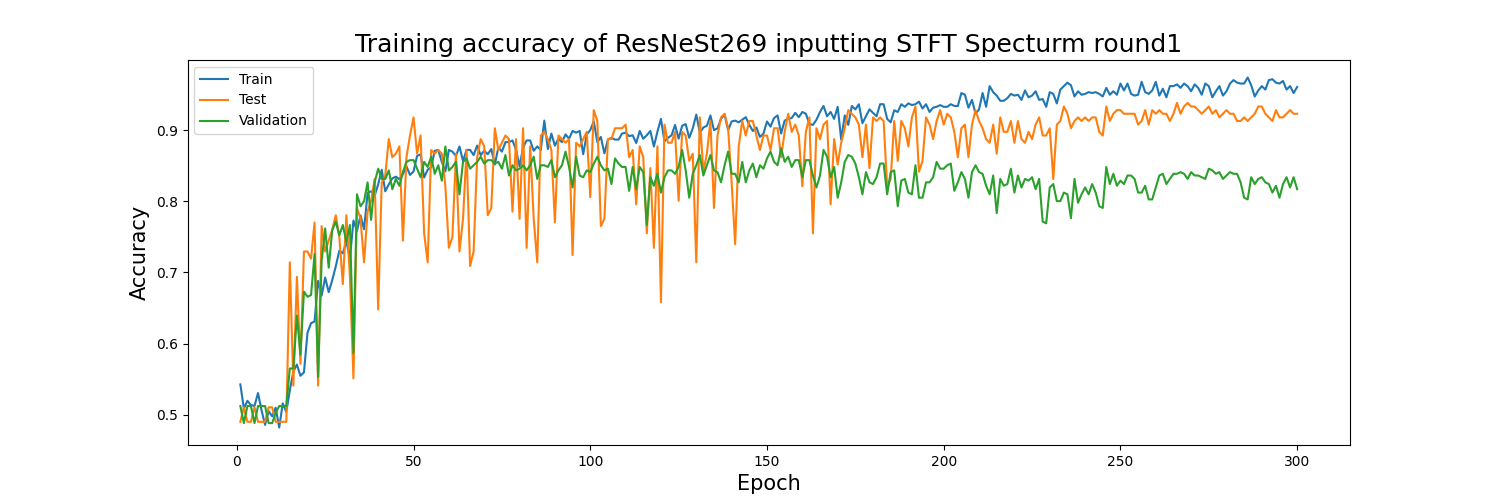 Training accuracy of ResNeSt269 inputting STFT Specturm round1
Train
Test
Validation
Accuracy
0.9
0.8
0.7
0.6
0.5
0 50 100 150 200 250 300
Epoch